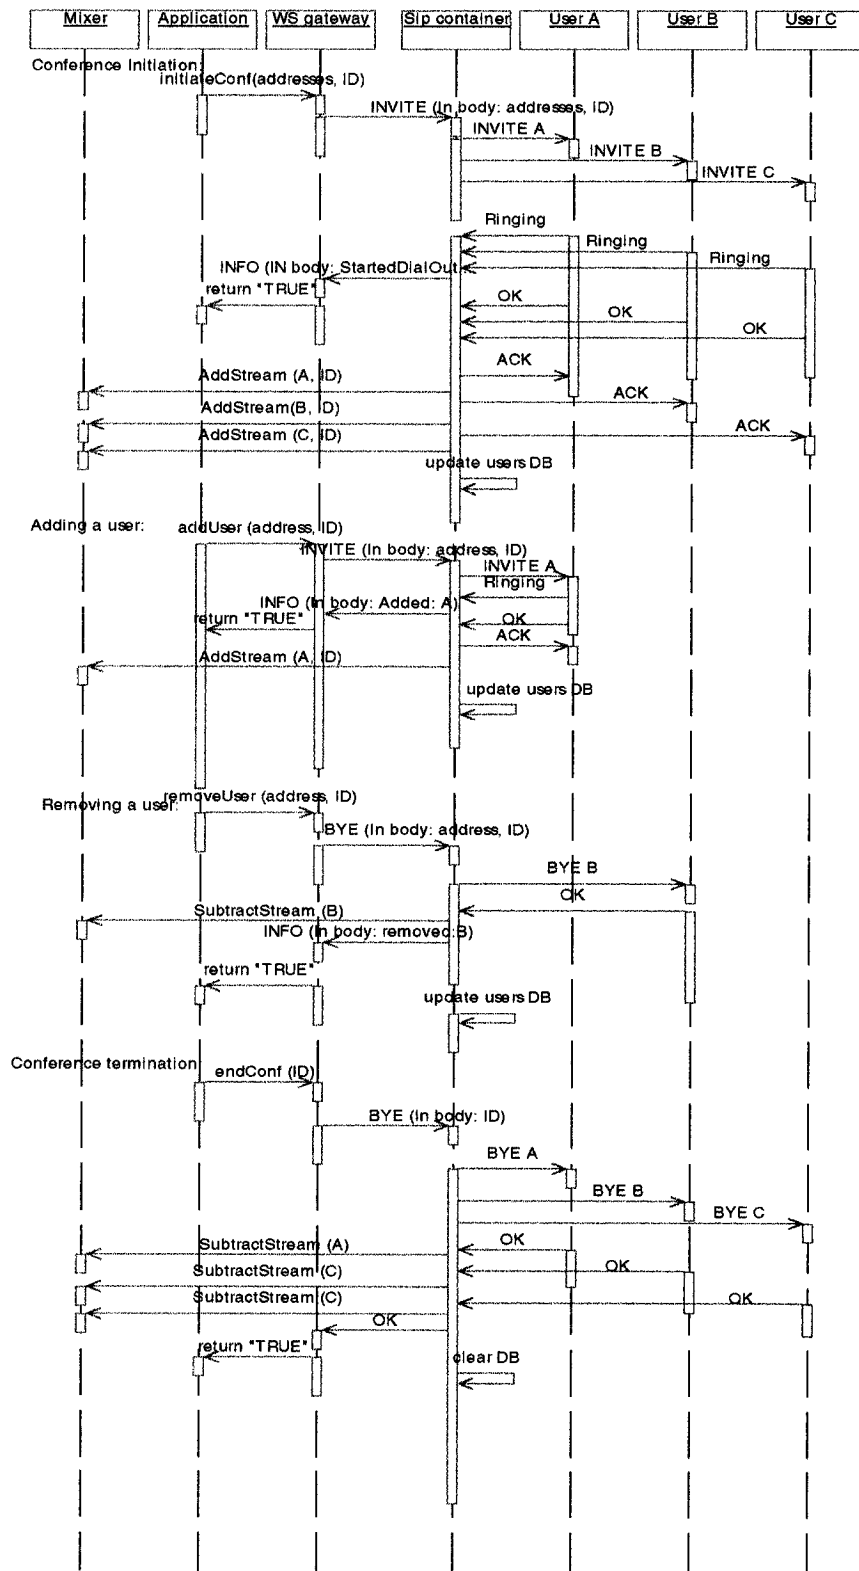 Mixer
Application
WS gateway
Sip container
User A
User B
User C
Conference Initiation:
initiateConf(addresses, ID)
INVITE (In body: addresses, ID)
INVITE A
INVITE B
INVITE C
Ringing
Ringing
Ringing
INFO (IN body: StartedDialOut
return "TRUE"
OK
OK
OK
ACK
AddStream (A, ID)
ACK
AddStream(B, ID)
ACK
AddStream (C, ID)
update users DB
Adding a user:
addUser (address, ID)
INVITE (In body: address, ID)
INVITE A
Ringing
INFO (In body: Added: A)
return "TRUE"
OK
ACK
AddStream (A, ID)
update users DB
removeUser (address, ID)
Removing a user:
BYE (In body: address, ID)
BYE B
OK
SubtractStream (B)
INFO (In body: removed:B)
return "TRUE"
update users DB
Conference termination
endConf (ID)
BYE (In body: ID)
BYE A
BYE B
BYE C
OK
SubtractStream (A)
OK
SubtractStream (C)
SubtractStream (C)
OK
OK
return "TRUE"
clear DB